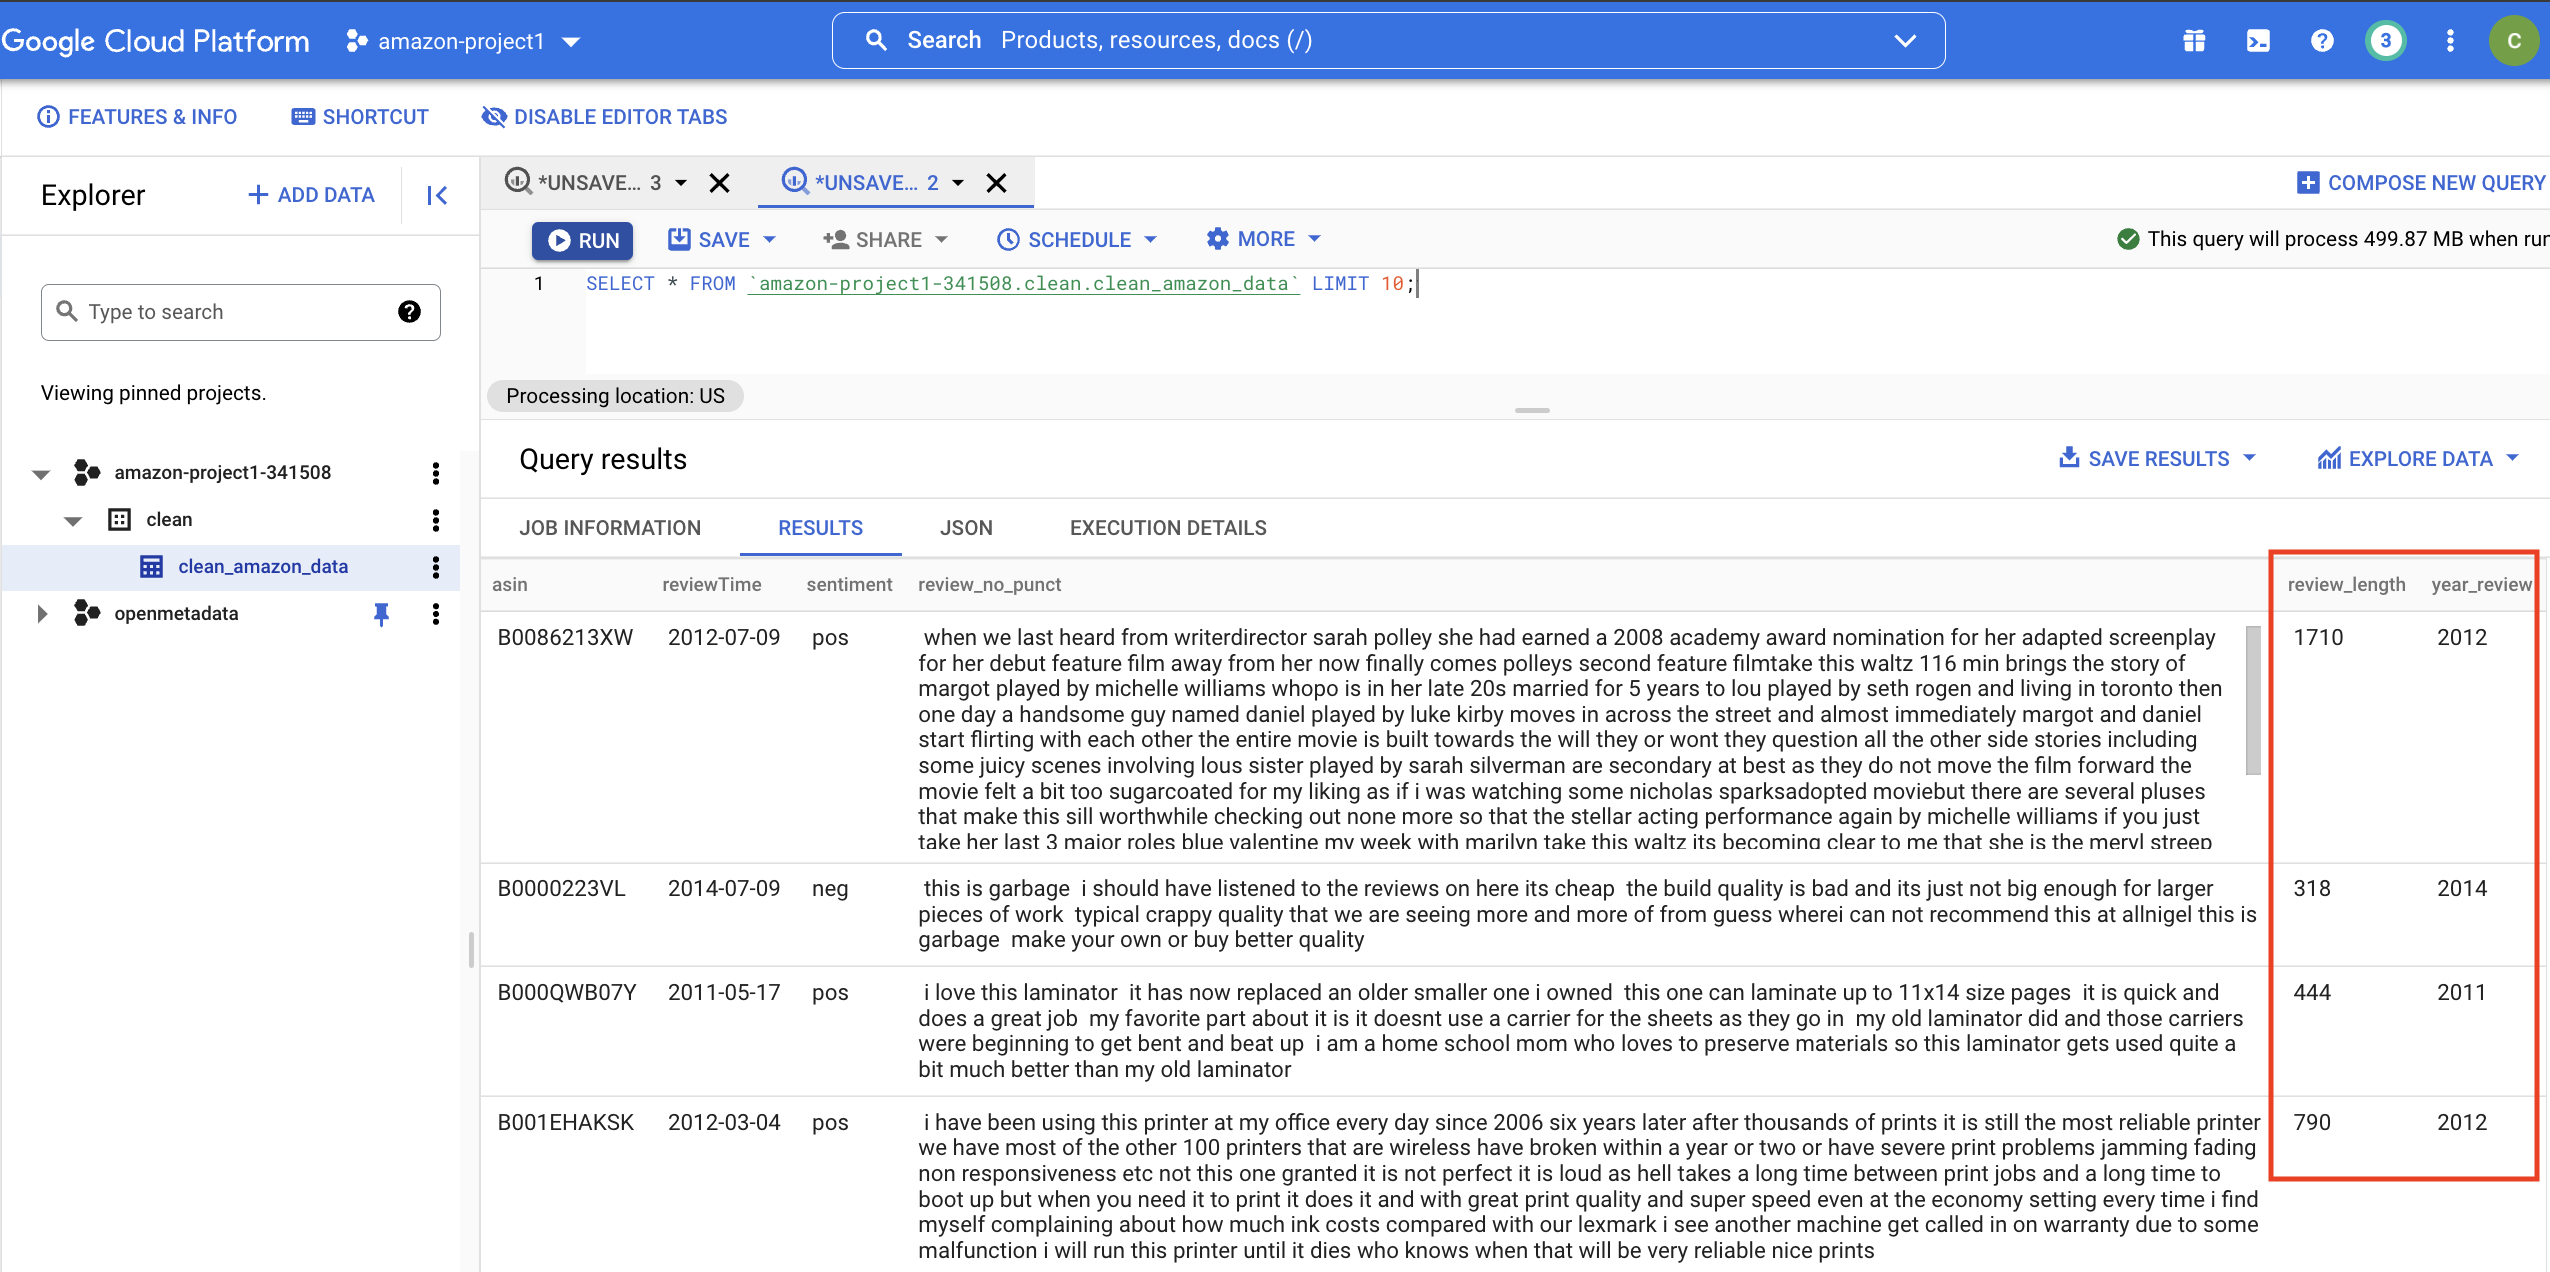 Google Cloud Platform amazon-project1 Search Products, resources, docs (/) 3 C
FEATURES & INFO SHORTCUT DISABLE EDITOR TABS
Explorer + ADD DATA
*UNSAVE... 3 *UNSAVE... 2 COMPOSE NEW QUERY
RUN SAVE SHARE SCHEDULE MORE This query will process 499.87 MB when run
1 SELECT * FROM `amazon-project1-341508.clean.clean_amazon_data` LIMIT 10;
Type to search
Viewing pinned projects.
amazon-project1-341508
clean
clean_amazon_data
openmetadata
Processing location: US
Query results SAVE RESULTS EXPLORE DATA
JOB INFORMATION RESULTS JSON EXECUTION DETAILS
asin reviewTime sentiment review_no_punct review_length year_review
B0086213XW 2012-07-09 pos when we last heard from writerdirector sarah polley she had earned a 2008 academy award nomination for her adapted screenplay 1710 2012
for her debut feature film away from her now finally comes polleys second feature filmtake this waltz 116 min brings the story of
margot played by michelle williams whopo is in her late 20s married for 5 years to lou played by seth rogen and living in toronto then
one day a handsome guy named daniel played by luke kirby moves in across the street and almost immediately margot and daniel
start flirting with each other the entire movie is built towards the will they or wont they question all the other side stories including
some juicy scenes involving lous sister played by sarah silverman are secondary at best as they do not move the film forward the
movie felt a bit too sugarcoated for my liking as if i was watching some nicholas sparksadopted moviebut there are several pluses
that make this sill worthwhile checking out none more so that the stellar acting performance again by michelle williams if you just
take her last 3 major roles blue valentine my week with marilyn take this waltz its becoming clear to me that she is the meryl streep
B0000223VL 2014-07-09 neg this is garbage i should have listened to the reviews on here its cheap the build quality is bad and its just not big enough for larger 318 2014
pieces of work typical crappy quality that we are seeing more and more of from guess wherei can not recommend this at allnigel this is
garbage make your own or buy better quality
B000QWB07Y 2011-05-17 pos i love this laminator it has now replaced an older smaller one i owned this one can laminate up to 11x14 size pages it is quick and 444 2011
does a great job my favorite part about it is it doesnt use a carrier for the sheets as they go in my old laminator did and those carriers
were beginning to get bent and beat up i am a home school mom who loves to preserve materials so this laminator gets used quite a
bit much better than my old laminator
B001EHAKSK 2012-03-04 pos i have been using this printer at my office every day since 2006 six years later after thousands of prints it is still the most reliable printer 790 2012
we have most of the other 100 printers that are wireless have broken within a year or two or have severe print problems jamming fading
non responsiveness etc not this one granted it is not perfect it is loud as hell takes a long time between print jobs and a long time to
boot up but when you need it to print it does it and with great print quality and super speed even at the economy setting every time i find
myself complaining about how much ink costs compared with our lexmark i see another machine get called in on warranty due to some
malfunction i will run this printer until it dies who knows when that will be very reliable nice prints